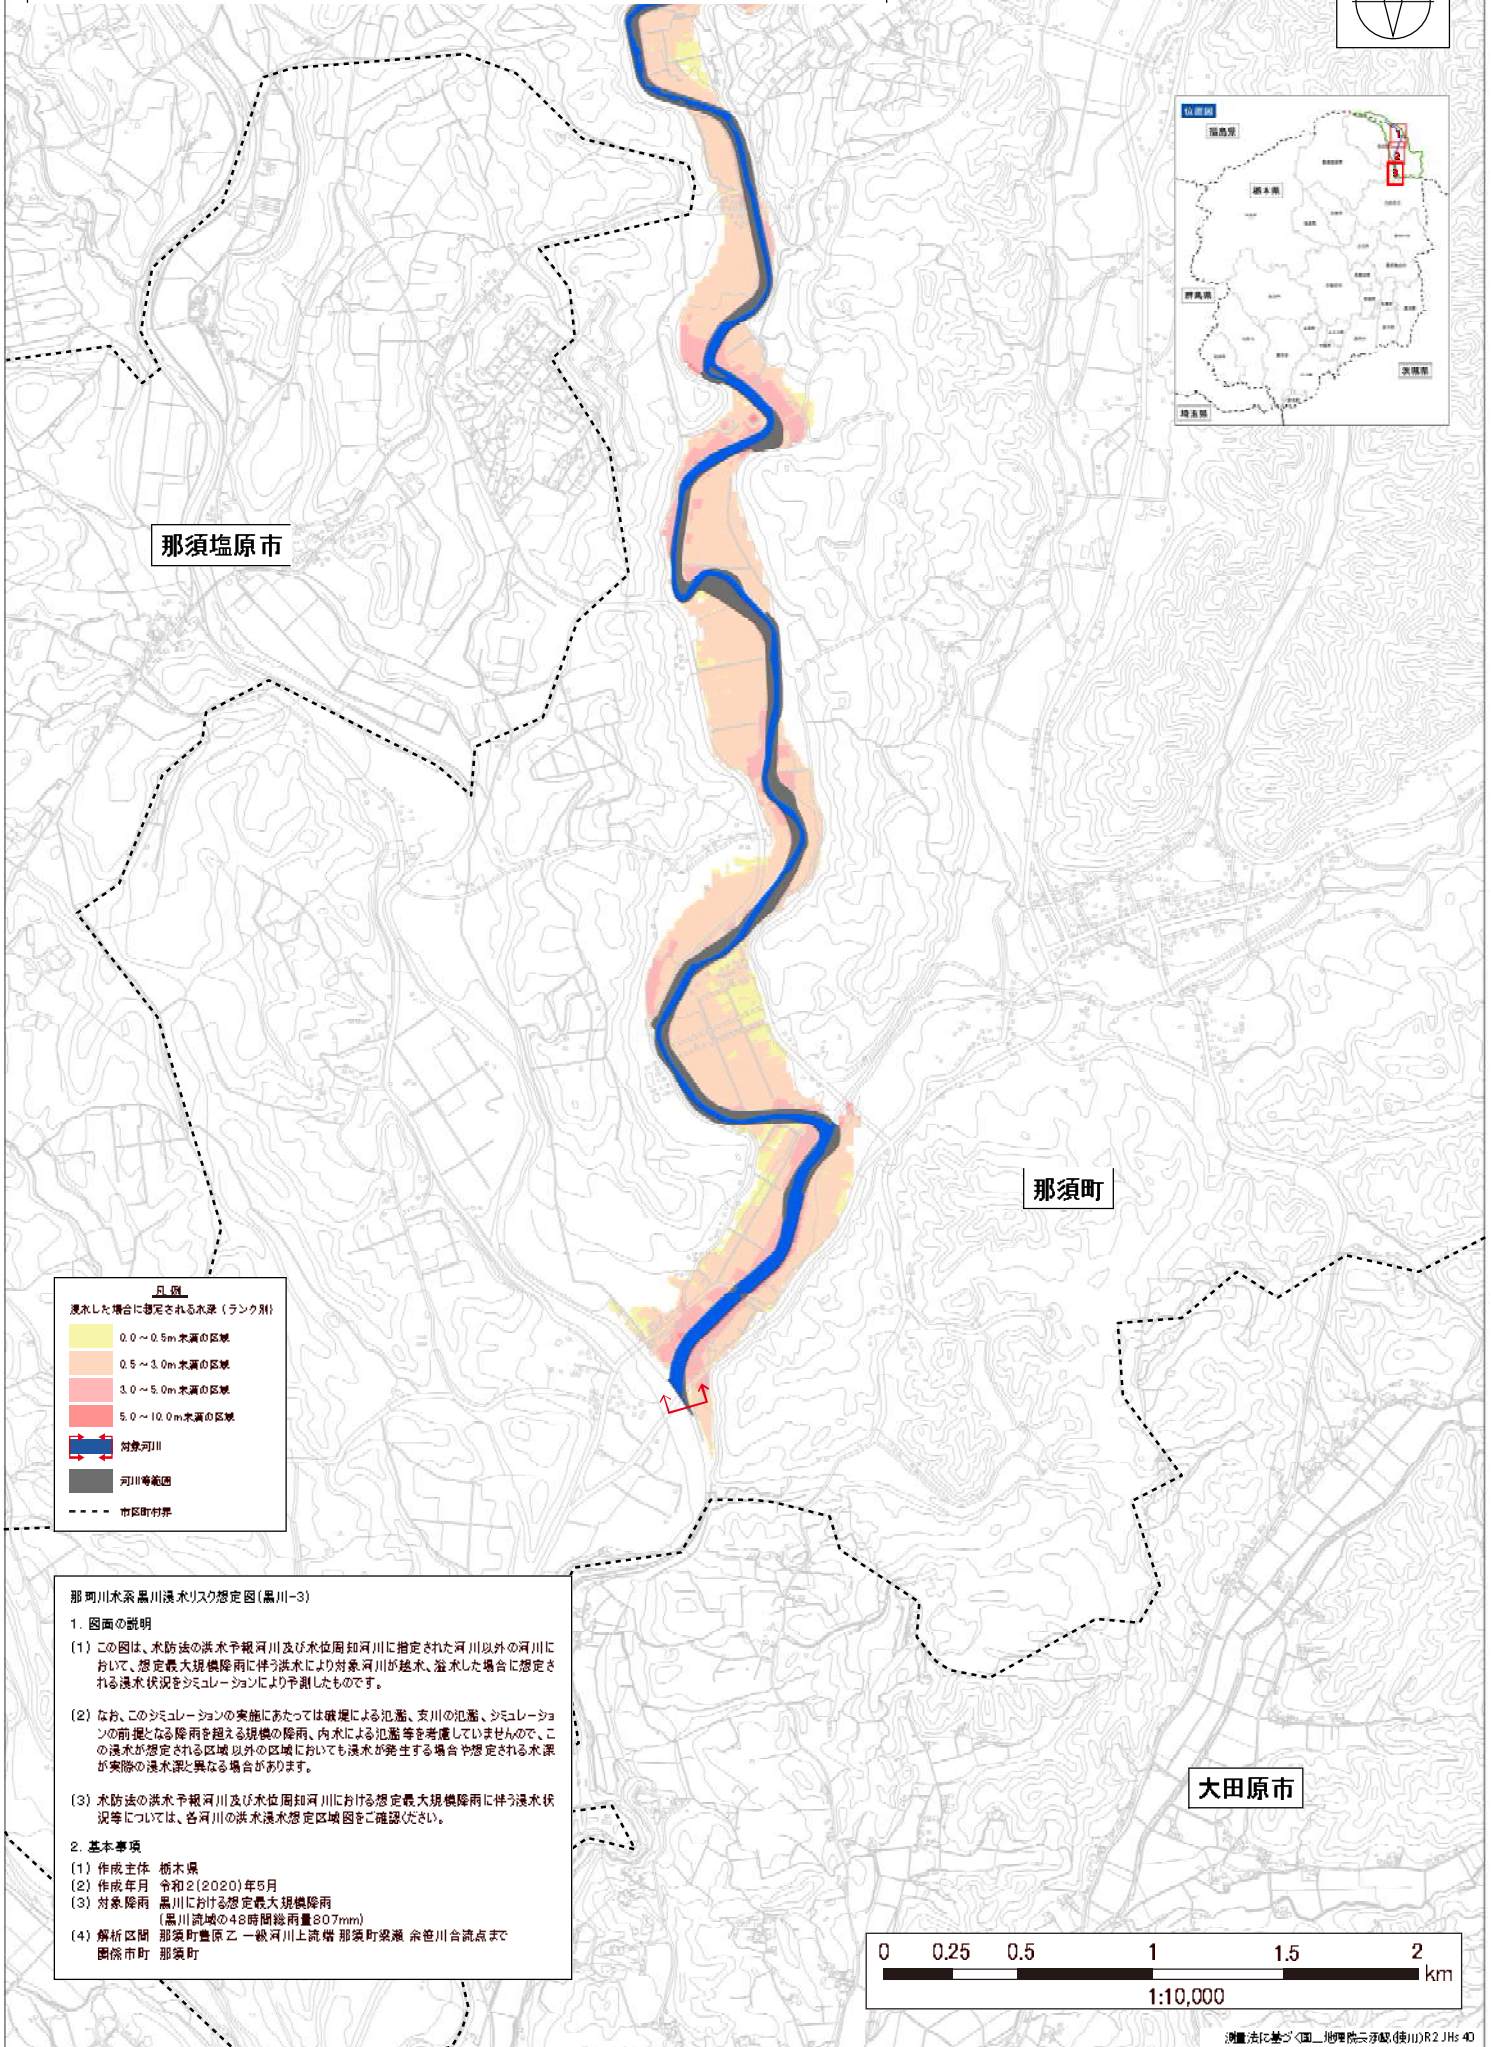 位置図
福島県
1
2
3
栃木県
群馬県
茨城県
埼玉県
那須塩原市
那須町
大田原市
凡 例
浸水した場合に想定される水深(ランク別)
0.0～0.5m未満の区域
0.5～3.0m未満の区域
3.0～5.0m未満の区域
5.0～10.0m未満の区域
対象河川
河川等範囲
市区町村界
那珂川水系黒川浸水リスク想定図(黒川-3)
1. 図面の説明
(1) この図は、水防法の洪水予報河川及び水位周知河川に指定された河川以外の河川に
おいて、想定最大規模降雨に伴う洪水により対象河川が越水、溢水した場合に想定さ
れる浸水状況をシミュレーションにより予測したものです。
(2) なお、このシミュレーションの実施にあたっては破堤による氾濫、支川の氾濫、シミュレーショ
ンの前提となる降雨を超える規模の降雨、内水による氾濫等を考慮していませんので、こ
の浸水が想定される区域以外の区域においても浸水が発生する場合や想定される水深
が実際の浸水深と異なる場合があります。
(3) 水防法の洪水予報河川及び水位周知河川における想定最大規模降雨に伴う浸水状
況等については、各河川の洪水浸水想定区域図をご確認ください。
2. 基本事項
(1) 作成主体 栃木県
(2) 作成年月 令和2(2020)年5月
(3) 対象降雨 黒川における想定最大規模降雨
(黒川流域の48時間総雨量807mm)
(4) 解析区間 那須町豊原乙 一級河川上流端 那須町梁瀬 余笹川合流点まで
関係市町 那須町
0 0.25 0.5 1 1.5 2
km
1:10,000